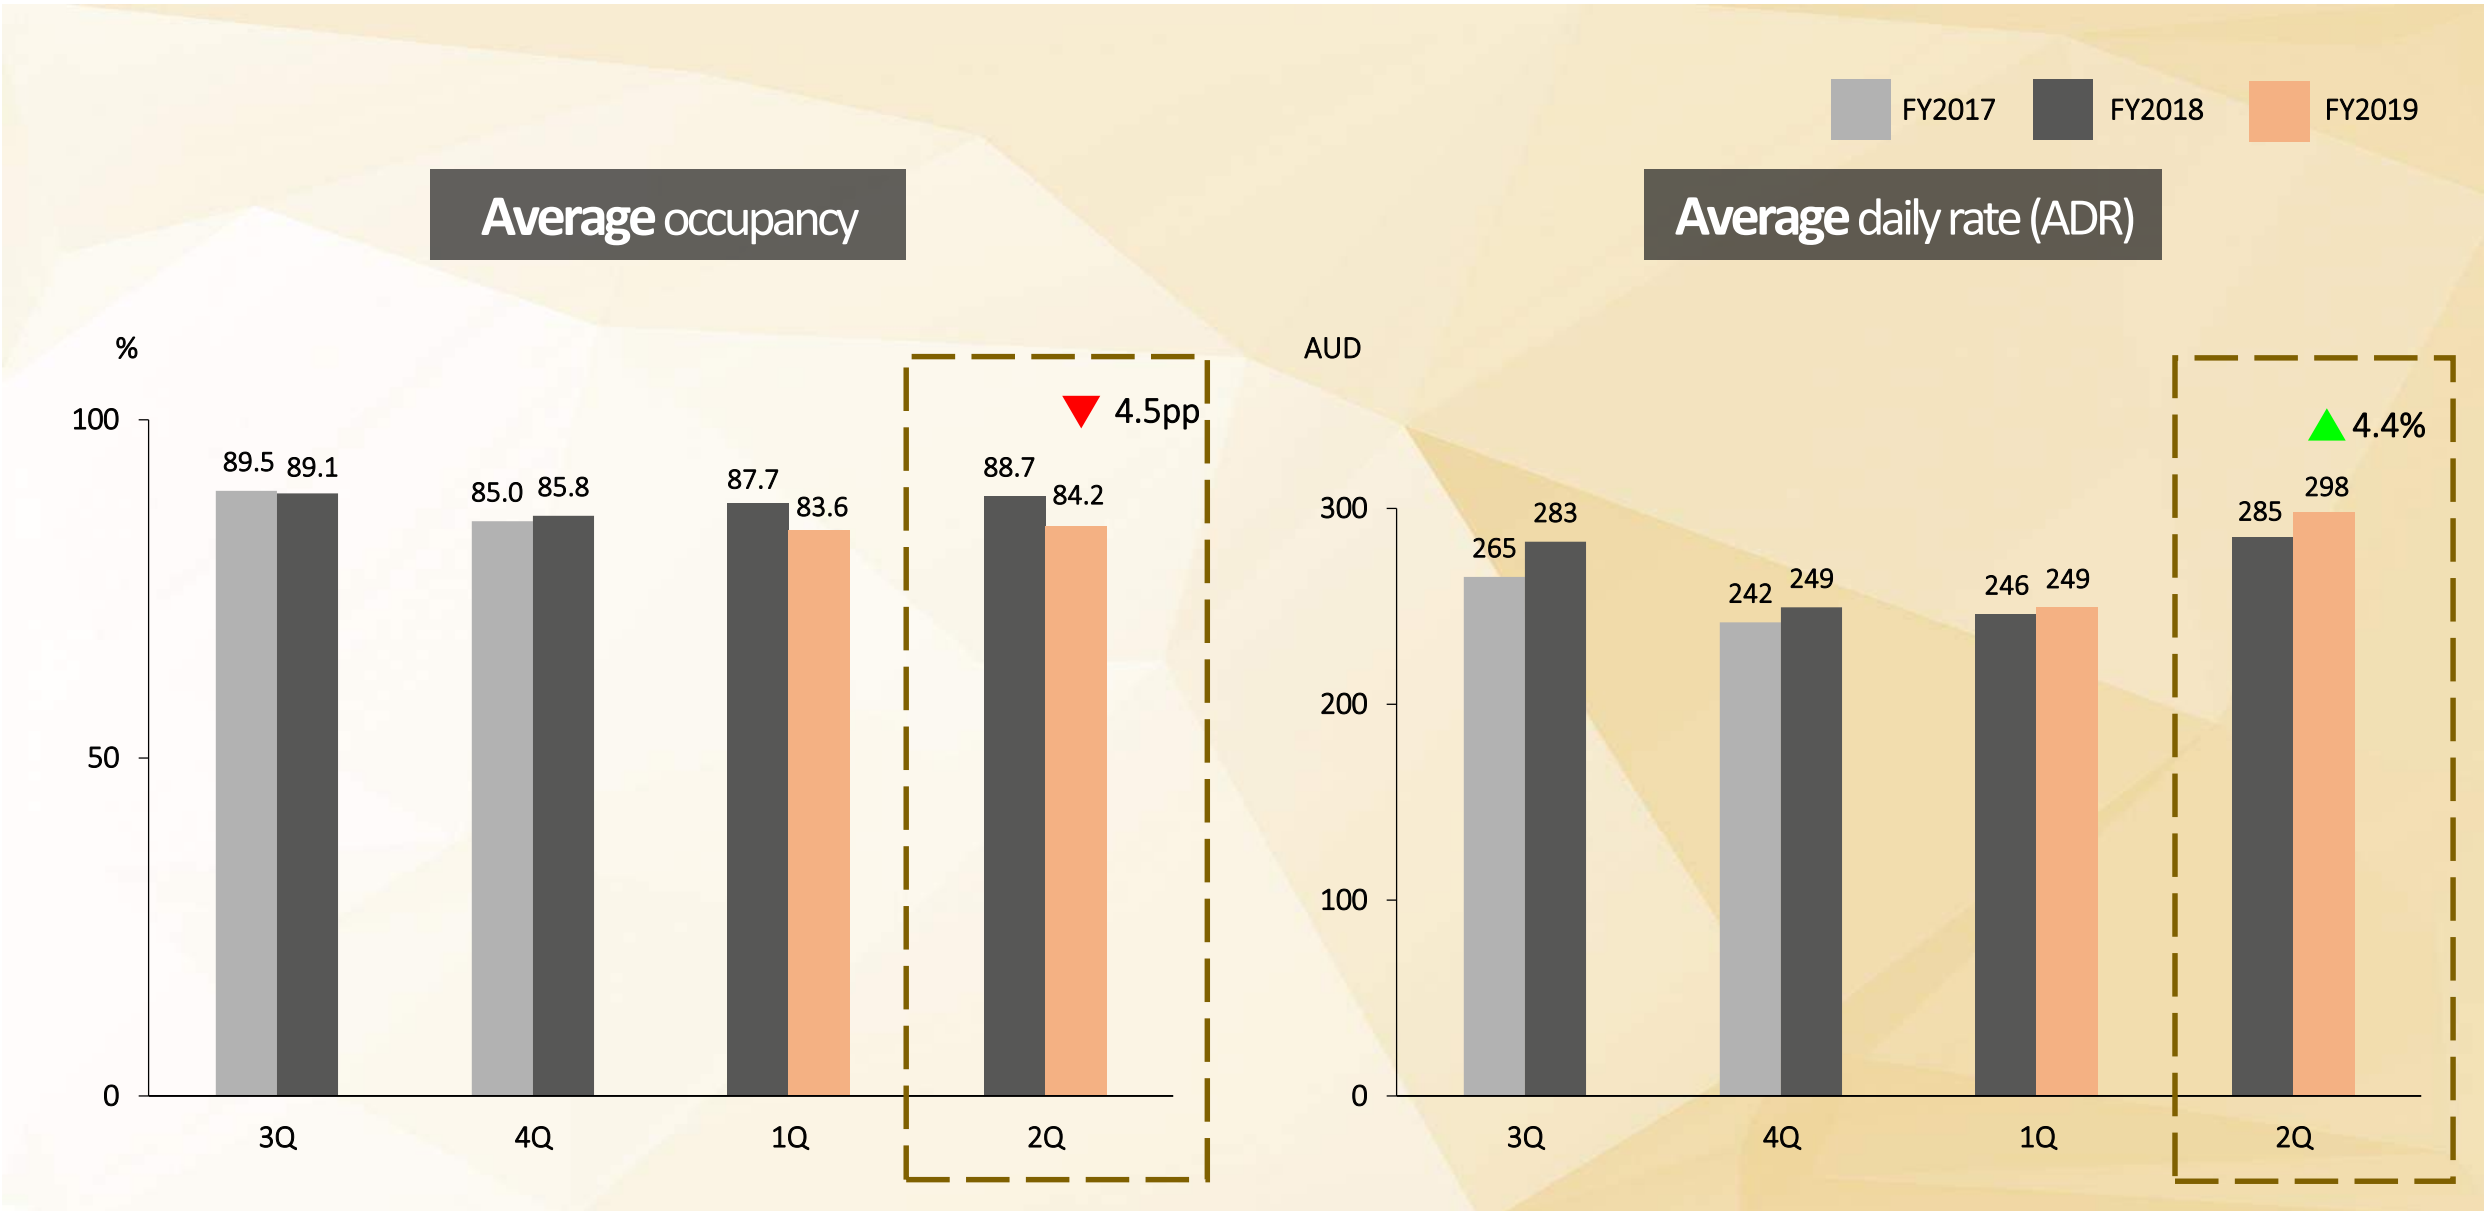 FY2017 FY2018 FY2019
Average occupancy
%
100
50
0
89.5 89.1
85.0 85.8
87.7 83.6
88.7 84.2
4.5pp
3Q 4Q 1Q 2Q
Average daily rate (ADR)
AUD
300
200
100
0
265 283
242 249
246 249
285 298
4.4%
3Q 4Q 1Q 2Q